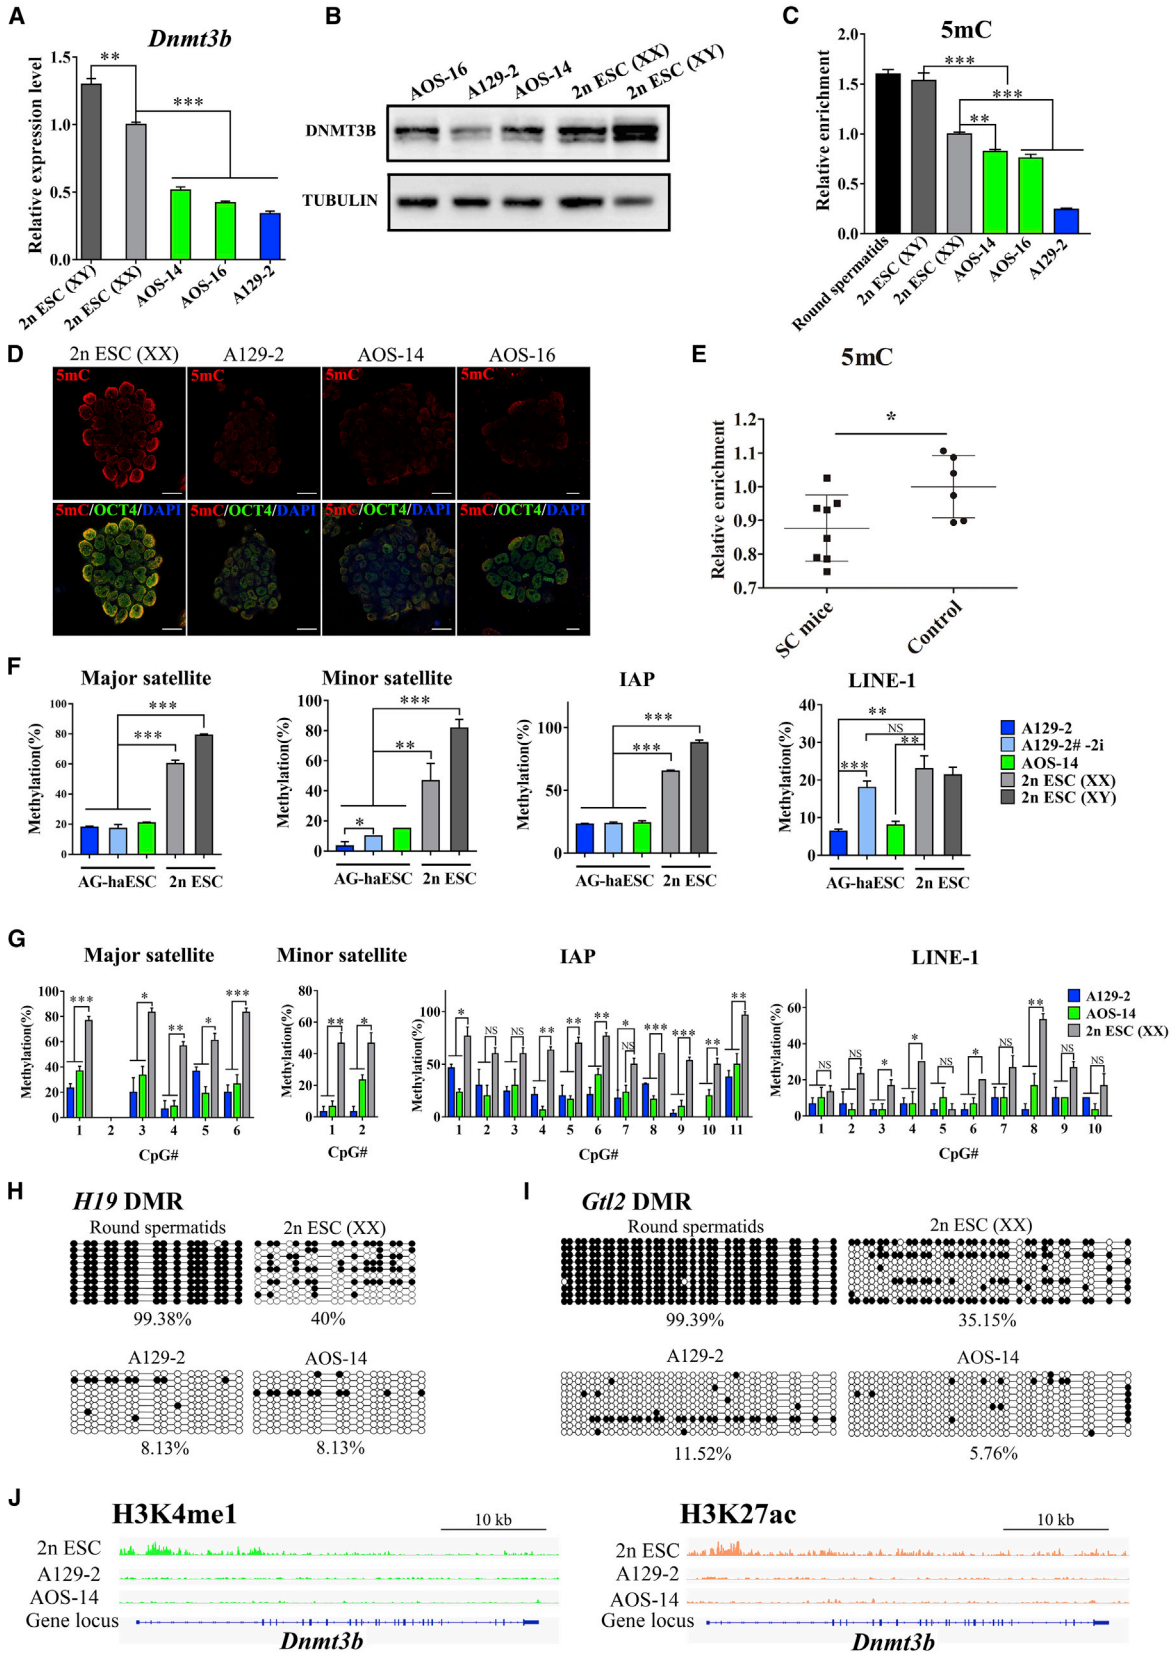 A
Dnmt3b
Relative expression level
1.5
1.0
0.5
0.0
**
***
2n ESC (XY)
2n ESC (XX)
AOS-14
AOS-16
A129-2
B
AOS-16
A129-2
AOS-14
2n ESC (XX)
2n ESC (XY)
DNMT3B
TUBULIN
C
5mC
Relative enrichment
2.0
1.5
1.0
0.5
0.0
***
***
**
Round spermatids
2n ESC (XY)
2n ESC (XX)
AOS-14
AOS-16
A129-2
D
2n ESC (XX) A129-2 AOS-14 AOS-16
5mC 5mC 5mC 5mC
5mC/OCT4/DAPI 5mC/OCT4/DAPI 5mC/OCT4/DAPI 5mC/OCT4/DAPI
E
5mC
Relative enrichment
1.2
1.1
1.0
0.9
0.8
0.7
*
SC mice
Control
F
Major satellite
Methylation(%)
100
80
60
40
20
0
***
***
AG-haESC 2n ESC
Minor satellite
Methylation(%)
100
80
60
40
20
0
***
**
*
AG-haESC 2n ESC
IAP
Methylation(%)
100
50
0
***
***
AG-haESC 2n ESC
LINE-1
Methylation(%)
40
30
20
10
0
**
NS
**
***
AG-haESC 2n ESC
A129-2
A129-2# -2i
AOS-14
2n ESC (XX)
2n ESC (XY)
G
Major satellite
Methylation(%)
100
80
60
40
20
0
*** * ** * ***
1 2 3 4 5 6
CpG#
Minor satellite
Methylation(%)
80
60
40
20
0
** *
1 2
CpG#
IAP
Methylation(%)
100
50
0
* NS NS ** ** ** * NS *** *** ** **
1 2 3 4 5 6 7 8 9 10 11
CpG#
LINE-1
Methylation(%)
60
40
20
0
NS NS * * NS * NS ** NS NS
1 2 3 4 5 6 7 8 9 10
CpG#
A129-2
AOS-14
2n ESC (XX)
H
H19 DMR
Round spermatids 2n ESC (XX)
99.38% 40%
A129-2 AOS-14
8.13% 8.13%
I
Gtl2 DMR
Round spermatids 2n ESC (XX)
99.39% 35.15%
A129-2 AOS-14
11.52% 5.76%
J
H3K4me1
10 kb
2n ESC
A129-2
AOS-14
Gene locus
Dnmt3b
H3K27ac
10 kb
2n ESC
A129-2
AOS-14
Gene locus
Dnmt3b